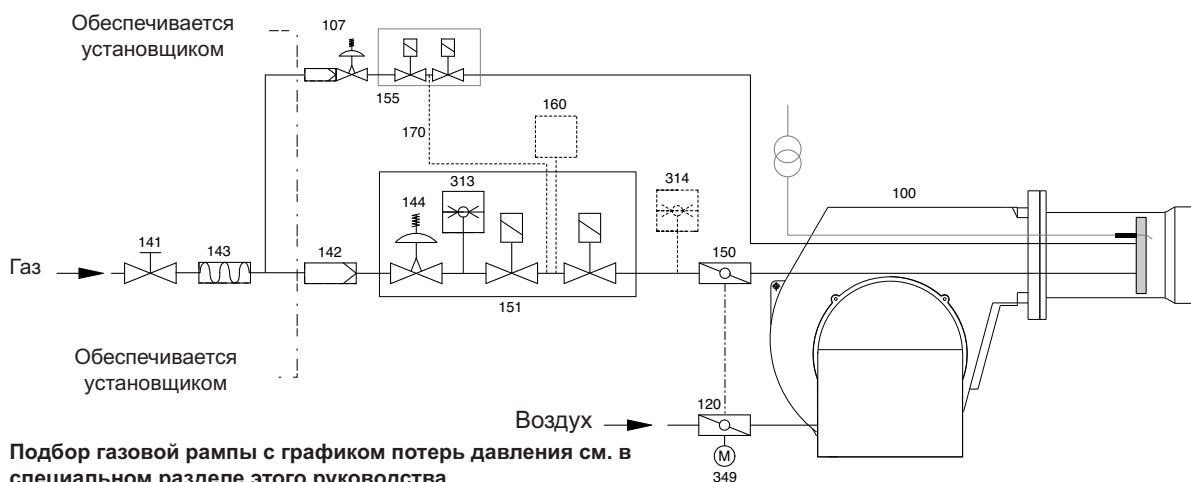 Обеспечивается
установщиком
107
155
160
170
313
314
100
144
141
143
142
150
Газ
151
Обеспечивается
установщиком
120
Воздух
M
349
Подбор газовой рампы с графиком потерь давления см. в
специальном разделе этого руководства